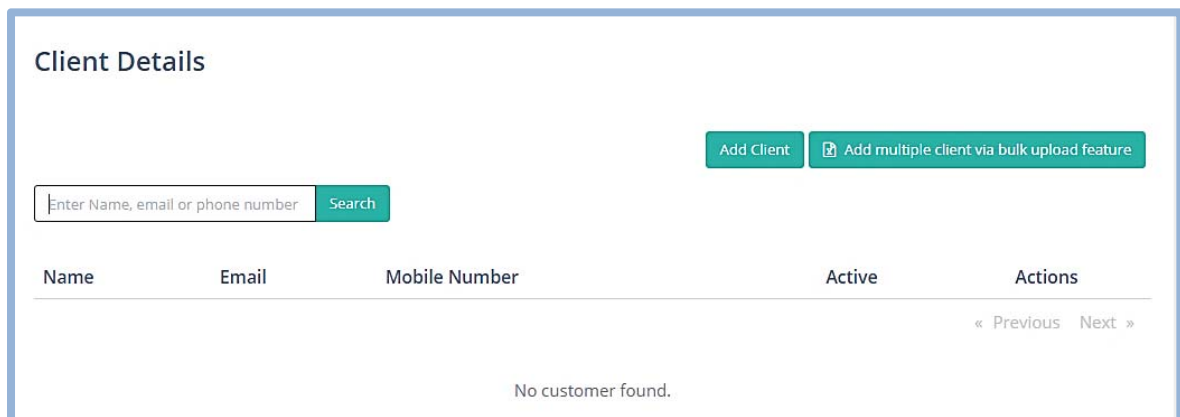 Client Details
Add Client Add multiple client via bulk upload feature
Enter Name, email or phone number Search
Name Email Mobile Number Active Actions
« Previous Next »
No customer found.